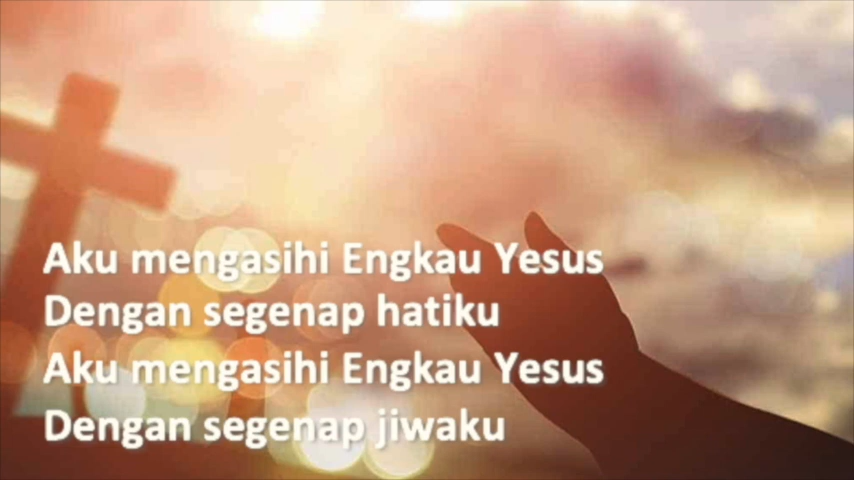 Aku mengasihi Engkau Yesus
Dengan segenap hatiku
Aku mengasihi Engkau Yesus
Dengan segenap jiwaku